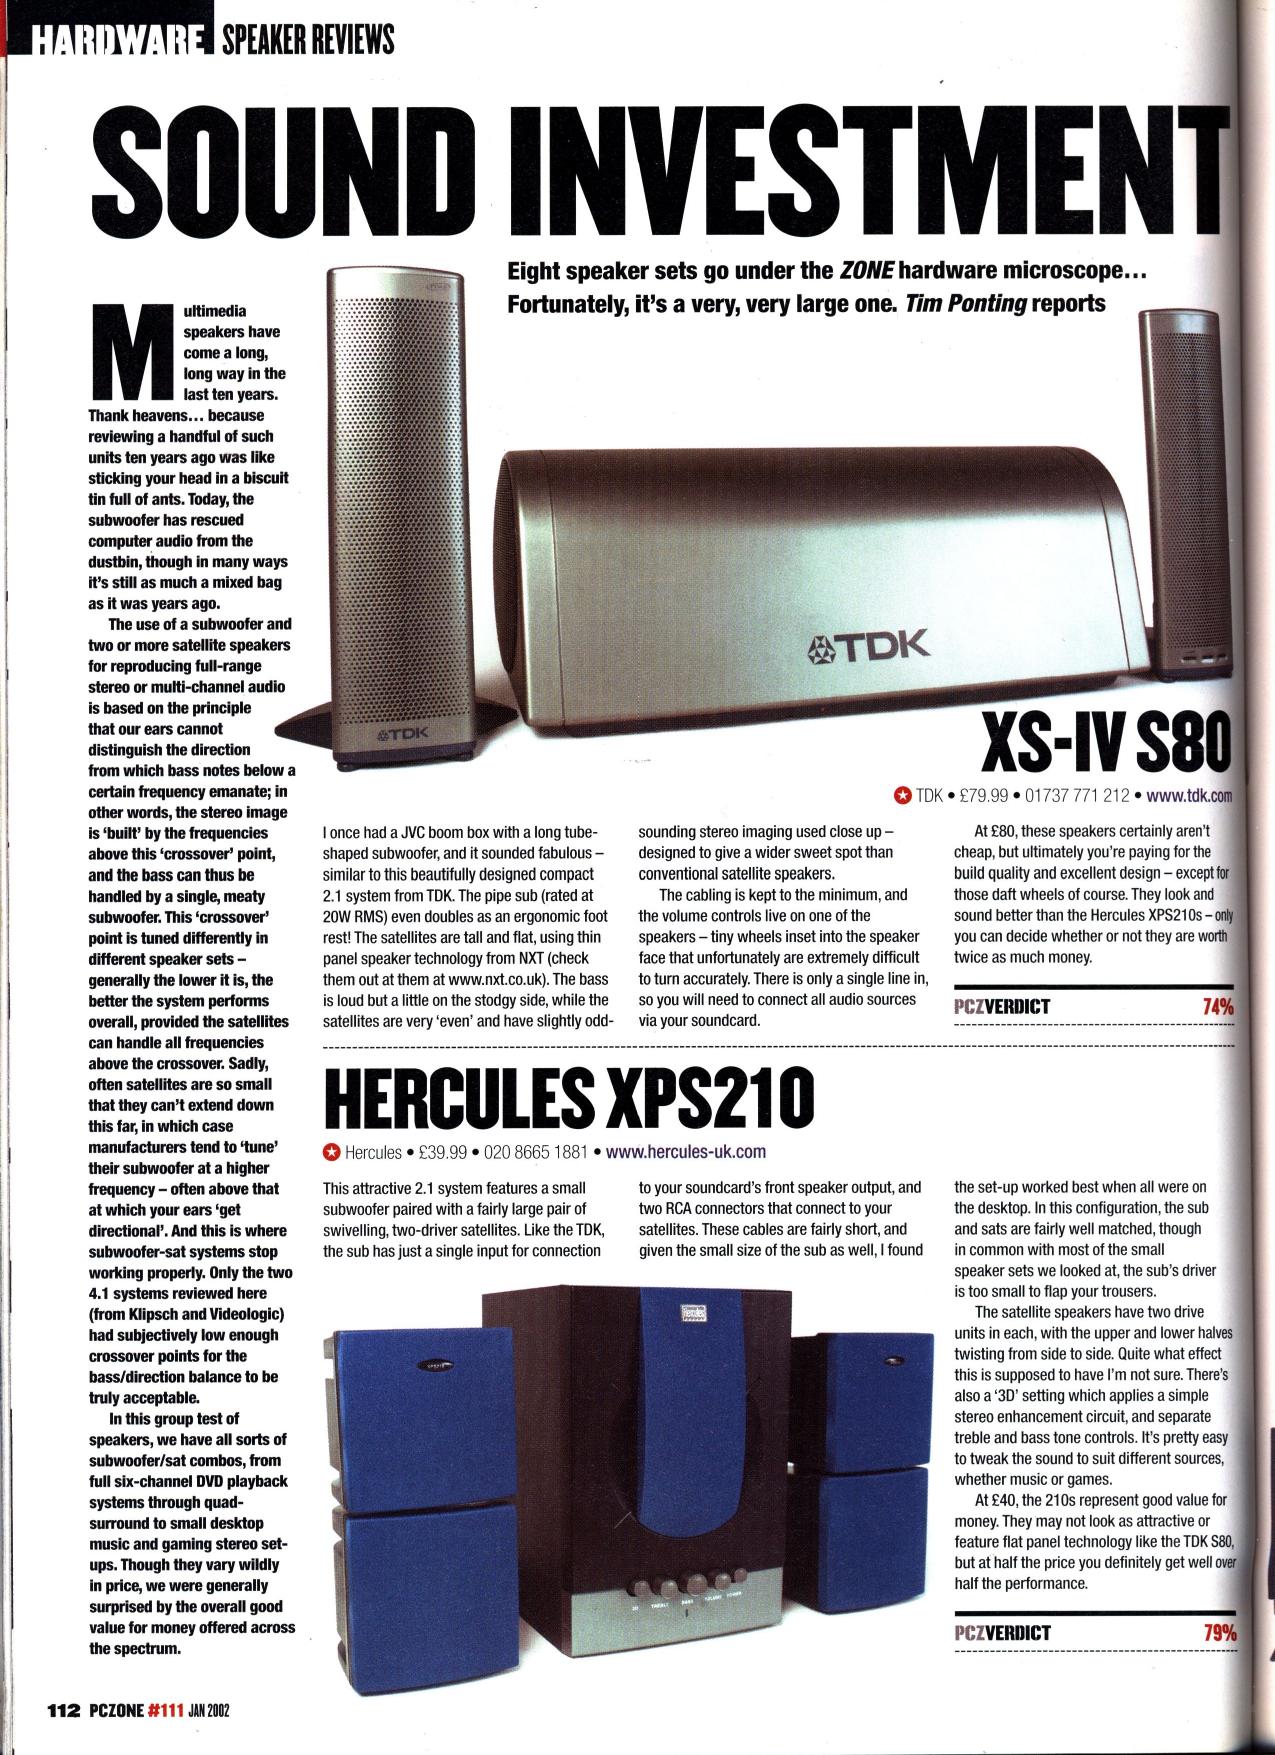 HARDWARE SPEAKER REVIEWS
SOUND INVESTMENT
Eight speaker sets go under the ZONE hardware microscope...
Fortunately, it's a very, very large one. Tim Ponting reports
Multimedia
speakers have
come a long,
long way in the
last ten years.
Thank heavens... because
reviewing a handful of such
units ten years ago was like
sticking your head in a biscuit
tin full of ants. Today, the
subwoofer has rescued
computer audio from the
dustbin, though in many ways
it's still as much a mixed bag
as it was years ago.
The use of a subwoofer and
two or more satellite speakers
for reproducing full-range
stereo or multi-channel audio
is based on the principle
that our ears cannot
distinguish the direction
from which bass notes below a
certain frequency emanate; in
other words, the stereo image
is 'built' by the frequencies
above this 'crossover' point,
and the bass can thus be
handled by a single, meaty
subwoofer. This 'crossover'
point is tuned differently in
different speaker sets –
generally the lower it is, the
better the system performs
overall, provided the satellites
can handle all frequencies
above the crossover. Sadly,
often satellites are so small
that they can't extend down
this far, in which case
manufacturers tend to 'tune'
their subwoofer at a higher
frequency – often above that
at which your ears 'get
directional'. And this is where
subwoofer-sat systems stop
working properly. Only the two
4.1 systems reviewed here
(from Klipsch and Videologic)
had subjectively low enough
crossover points for the
bass/direction balance to be
truly acceptable.
In this group test of
speakers, we have all sorts of
subwoofer/sat combos, from
full six-channel DVD playback
systems through quad-
surround to small desktop
music and gaming stereo set-
ups. Though they vary wildly
in price, we were generally
surprised by the overall good
value for money offered across
the spectrum.
TDK
TDK
XS-IV S80
TDK • £79.99 • 01737 771 212 • www.tdk.com
I once had a JVC boom box with a long tube-
shaped subwoofer, and it sounded fabulous –
similar to this beautifully designed compact
2.1 system from TDK. The pipe sub (rated at
20W RMS) even doubles as an ergonomic foot
rest! The satellites are tall and flat, using thin
panel speaker technology from NXT (check
them out at them at www.nxt.co.uk). The bass
is loud but a little on the stodgy side, while the
satellites are very 'even' and have slightly odd-
sounding stereo imaging used close up –
designed to give a wider sweet spot than
conventional satellite speakers.
The cabling is kept to the minimum, and
the volume controls live on one of the
speakers – tiny wheels inset into the speaker
face that unfortunately are extremely difficult
to turn accurately. There is only a single line in,
so you will need to connect all audio sources
via your soundcard.
At £80, these speakers certainly aren't
cheap, but ultimately you're paying for the
build quality and excellent design – except for
those daft wheels of course. They look and
sound better than the Hercules XPS210s – only
you can decide whether or not they are worth
twice as much money.
PCZVERDICT 74%
HERCULES XPS210
Hercules • £39.99 • 020 8665 1881 • www.hercules-uk.com
This attractive 2.1 system features a small
subwoofer paired with a fairly large pair of
swivelling, two-driver satellites. Like the TDK,
the sub has just a single input for connection
to your soundcard's front speaker output, and
two RCA connectors that connect to your
satellites. These cables are fairly short, and
given the small size of the sub as well, I found
the set-up worked best when all were on
the desktop. In this configuration, the sub
and sats are fairly well matched, though
in common with most of the small
speaker sets we looked at, the sub's driver
is too small to flap your trousers.
The satellite speakers have two drive
units in each, with the upper and lower halves
twisting from side to side. Quite what effect
this is supposed to have I'm not sure. There's
also a '3D' setting which applies a simple
stereo enhancement circuit, and separate
treble and bass tone controls. It's pretty easy
to tweak the sound to suit different sources,
whether music or games.
At £40, the 210s represent good value for
money. They may not look as attractive or
feature flat panel technology like the TDK S80,
but at half the price you definitely get well over
half the performance.
Hercules
3D TREBLE BASS VOLUME POWER
PCZVERDICT 79%
112 PCZONE #111 JAN 2002